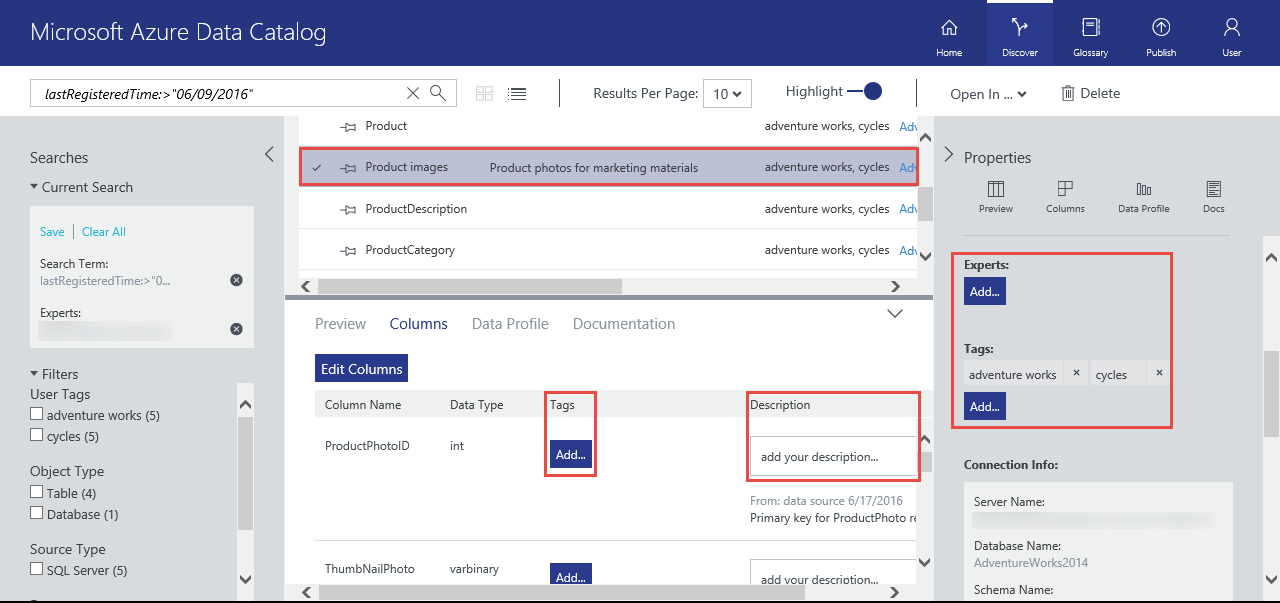 Microsoft Azure Data Catalog
Home
Discover
Glossary
Publish
User
lastRegisteredTime:>"06/09/2016"
Results Per Page:
10
Highlight
Open In ...
Delete
Searches
Current Search
Save
Clear All
Search Term:
lastRegisteredTime:>"0...
Experts:
Filters
User Tags
adventure works (5)
cycles (5)
Object Type
Table (4)
Database (1)
Source Type
SQL Server (5)
Product adventure works, cycles Adv
Product images Product photos for marketing materials adventure works, cycles Adv
ProductDescription adventure works, cycles Adv
ProductCategory adventure works, cycles Adv
Preview Columns Data Profile Documentation
Edit Columns
Column Name Data Type Tags Description
ProductPhotoID int Add... add your description...
From: data source 6/17/2016
Primary key for ProductPhoto re
ThumbNailPhoto varbinary Add... add your description...
Properties
Preview Columns Data Profile Docs
Experts:
Add...
Tags:
adventure works × cycles ×
Add...
Connection Info:
Server Name:
Database Name:
AdventureWorks2014
Schema Name: